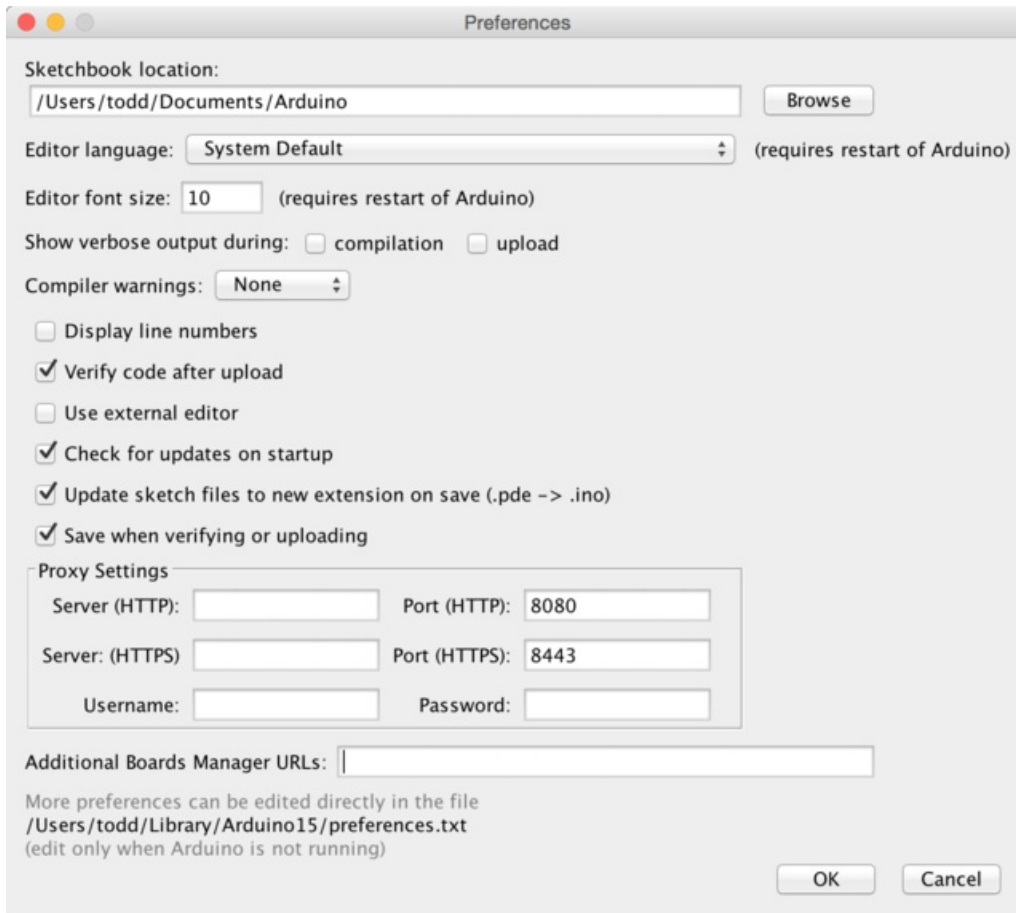 Preferences
Sketchbook location:
/Users/todd/Documents/Arduino
Browse
Editor language: System Default (requires restart of Arduino)
Editor font size: 10 (requires restart of Arduino)
Show verbose output during: compilation upload
Compiler warnings: None
Display line numbers
Verify code after upload
Use external editor
Check for updates on startup
Update sketch files to new extension on save (.pde -> .ino)
Save when verifying or uploading
Proxy Settings
Server (HTTP): Port (HTTP): 8080
Server: (HTTPS) Port (HTTPS): 8443
Username: Password:
Additional Boards Manager URLs:
More preferences can be edited directly in the file
/Users/todd/Library/Arduino15/preferences.txt
(edit only when Arduino is not running)
OK Cancel